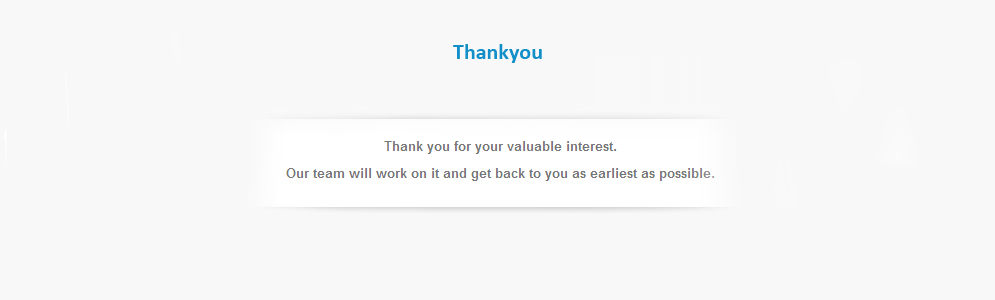 Thankyou
Thank you for your valuable interest.
Our team will work on it and get back to you as earliest as possible.